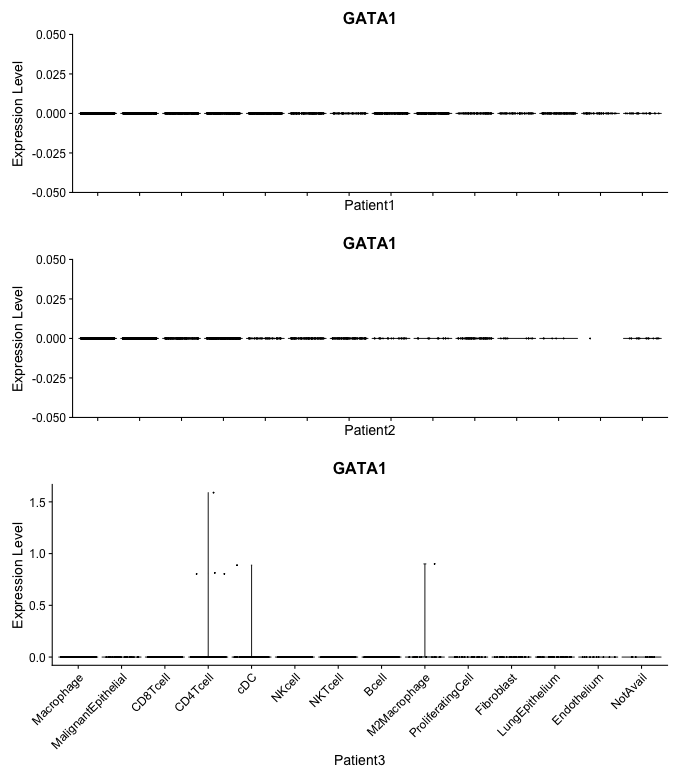 GATA1
Expression Level
0.050
0.025
0.000
-0.025
-0.050
Patient1
GATA1
Expression Level
0.050
0.025
0.000
-0.025
-0.050
Patient2
GATA1
Expression Level
1.5
1.0
0.5
0.0
Macrophage
MalignantEpithelial
CD8Tcell
CD4Tcell
cDC
NKcell
NKTcell
Bcell
M2Macrophage
ProliferatingCell
Fibroblast
LungEpithelium
Endothelium
NotAvail
Patient3